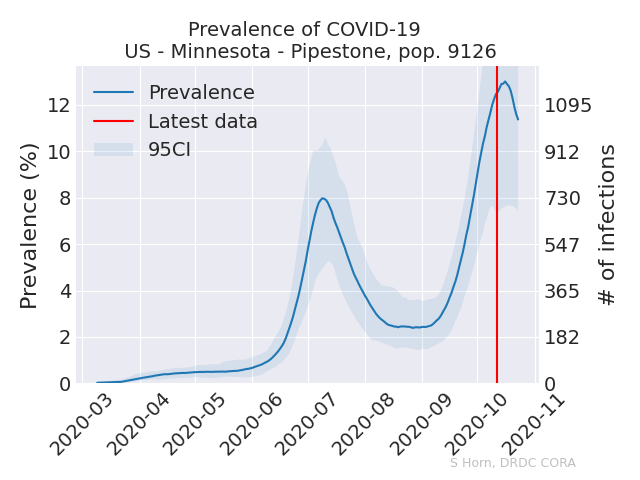 Prevalence of COVID-19
US - Minnesota - Pipestone, pop. 9126
Prevalence
Latest data
95CI
Prevalence (%)
12
10
8
6
4
2
0
1095
912
730
547
365
182
0
# of infections
2020-03
2020-04
2020-05
2020-06
2020-07
2020-08
2020-09
2020-10
2020-11
S Horn, DRDC CORA